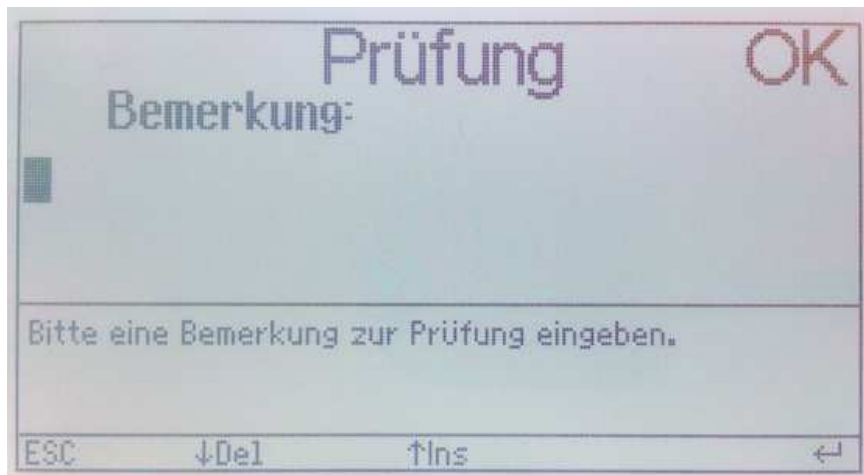 Prüfung OK
Bemerkung:
Bitte eine Bemerkung zur Prüfung eingeben.
ESC ↓Del ↑Ins ↵